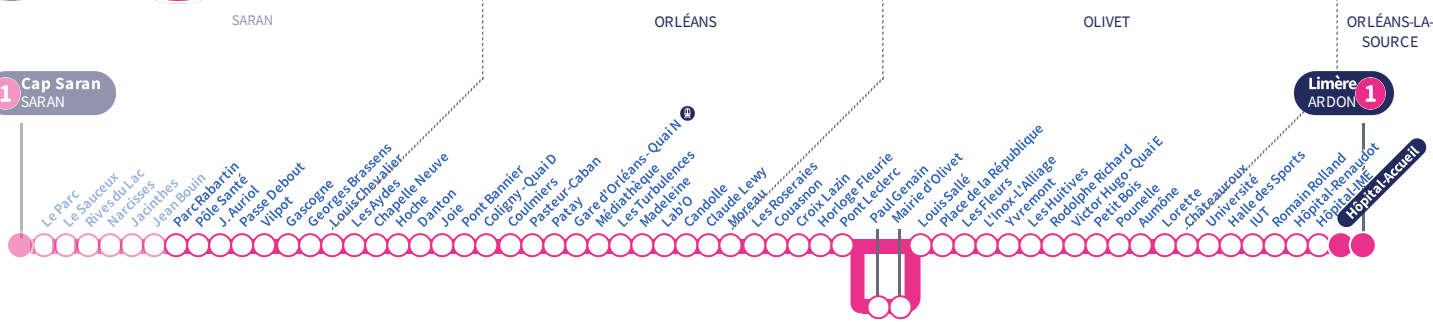 SARAN
ORLÉANS
OLIVET
ORLÉANS-LA-
SOURCE
1
Cap Saran
SARAN
Limère
ARDON
1
Le Parc
Le Sauceux
Rives du Lac
Narcisses
Jacinthes
Jean Bouin
Parc Rabartin
Pôle Santé
J. Auriol
Passe Debout
Vilpot
Gascogne
Georges Brassens
Louis Chevalier
Les Aydes
Chapelle Neuve
Hoche
Danton
Joie
Pont Bannier
Coligny - Quai D
Coulmiers
Pasteur-Caban
Patay
Gare d'Orléans - Quai N
Médiathèque
Les Turbulences
Madeleine
Lab'O
Candolle
Claude Lewy
Moreau
Les Roseraies
Couasnon
Croix Lazin
Horloge Fleurie
Pont Leclerc
Paul Genain
Mairie d'Olivet
Louis Sallé
Place de la République
Les Fleurs
L'Inox-L'Alliage
Yvremont
Les Huitives
Rodolphe Richard
Victor Hugo - Quai E
Petit Bois
Pounelle
Aumône
Lorette
Châteauroux
Université
Halle des Sports
IUT
Romain Rolland
Hôpital-Renaudot
Hôpital-IME
Hôpital-Accueil